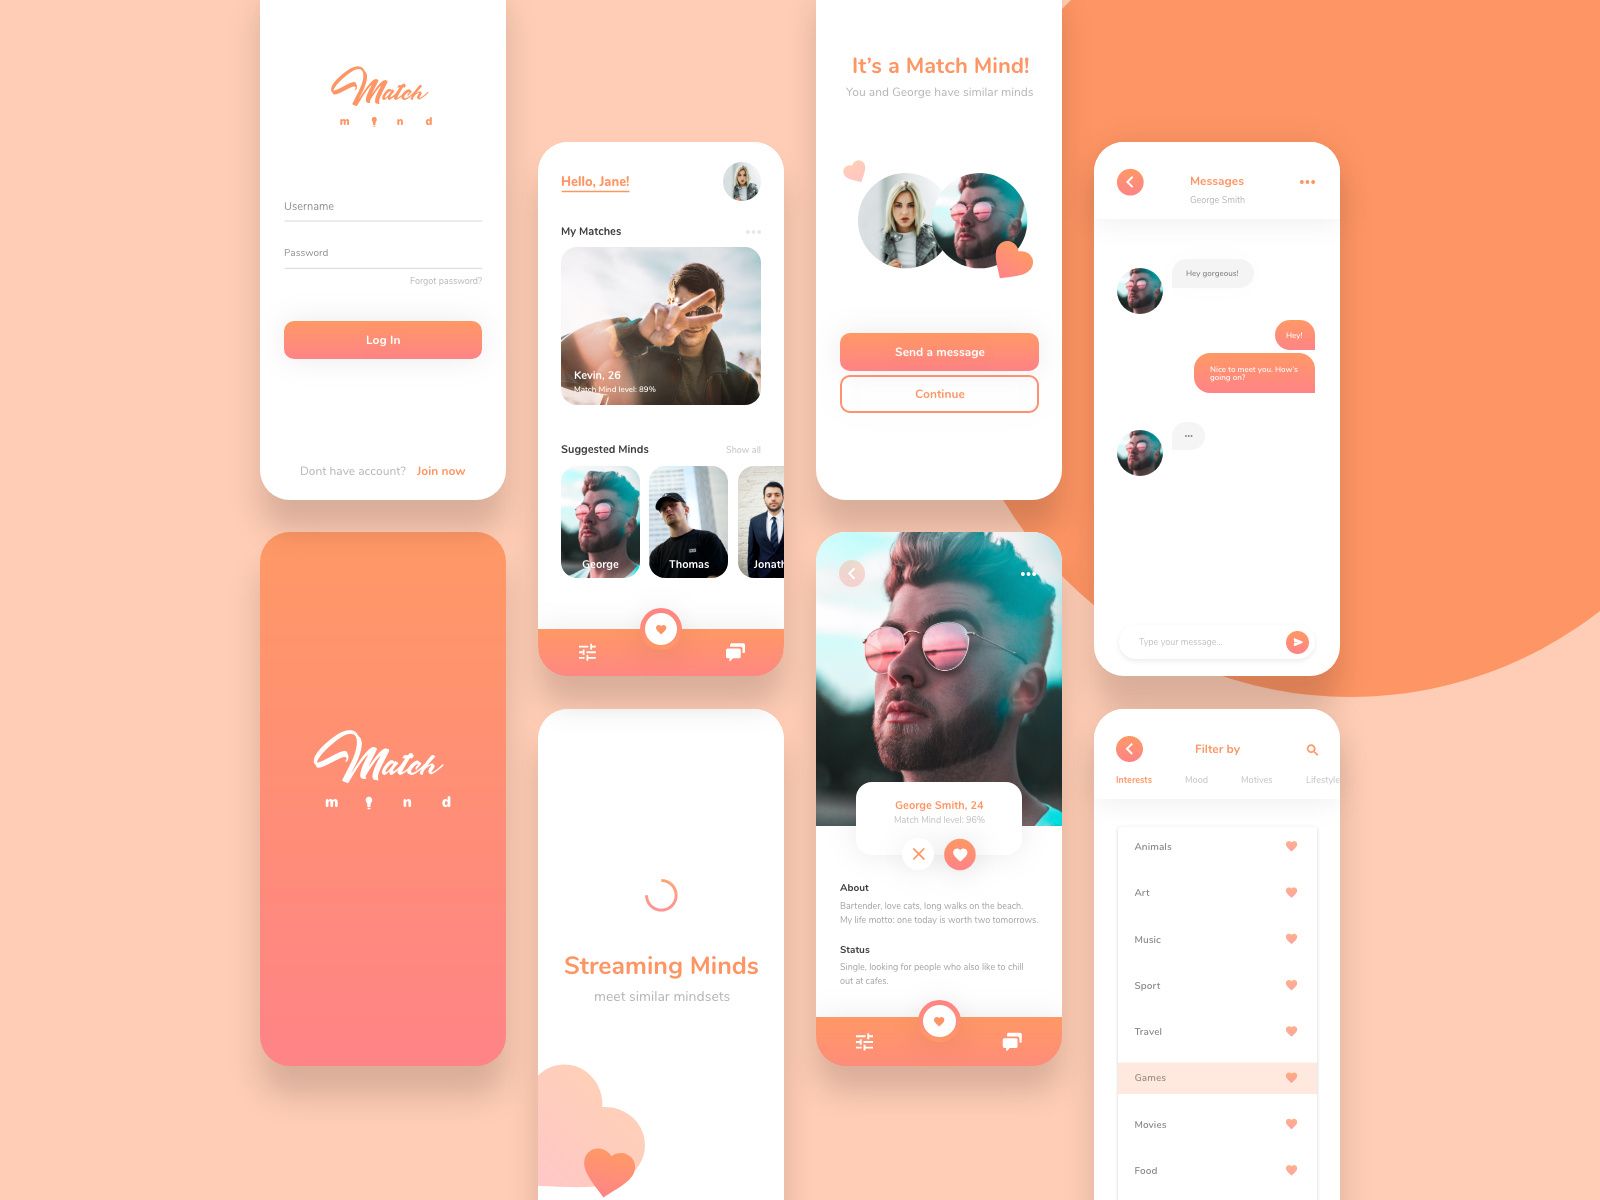 Match
mind
Username
Password
Forgot password?
Log In
Dont have account? Join now
Match
mind
Hello, Jane!
My Matches
Kevin, 26
Match Mind level: 89%
Suggested Minds
Show all
George
Thomas
Jonath
Streaming Minds
meet similar mindsets
It's a Match Mind!
You and George have similar minds
Send a message
Continue
George Smith, 24
Match Mind level: 96%
About
Bartender, love cats, long walks on the beach.
My life motto: one today is worth two tomorrows.
Status
Single, looking for people who also like to chill
out at cafes.
Messages
George Smith
Hey gorgeous!
Hey!
Nice to meet you. How's
going on?
Type your message...
Filter by
Interests
Mood
Motives
Lifestyle
Animals
Art
Music
Sport
Travel
Games
Movies
Food